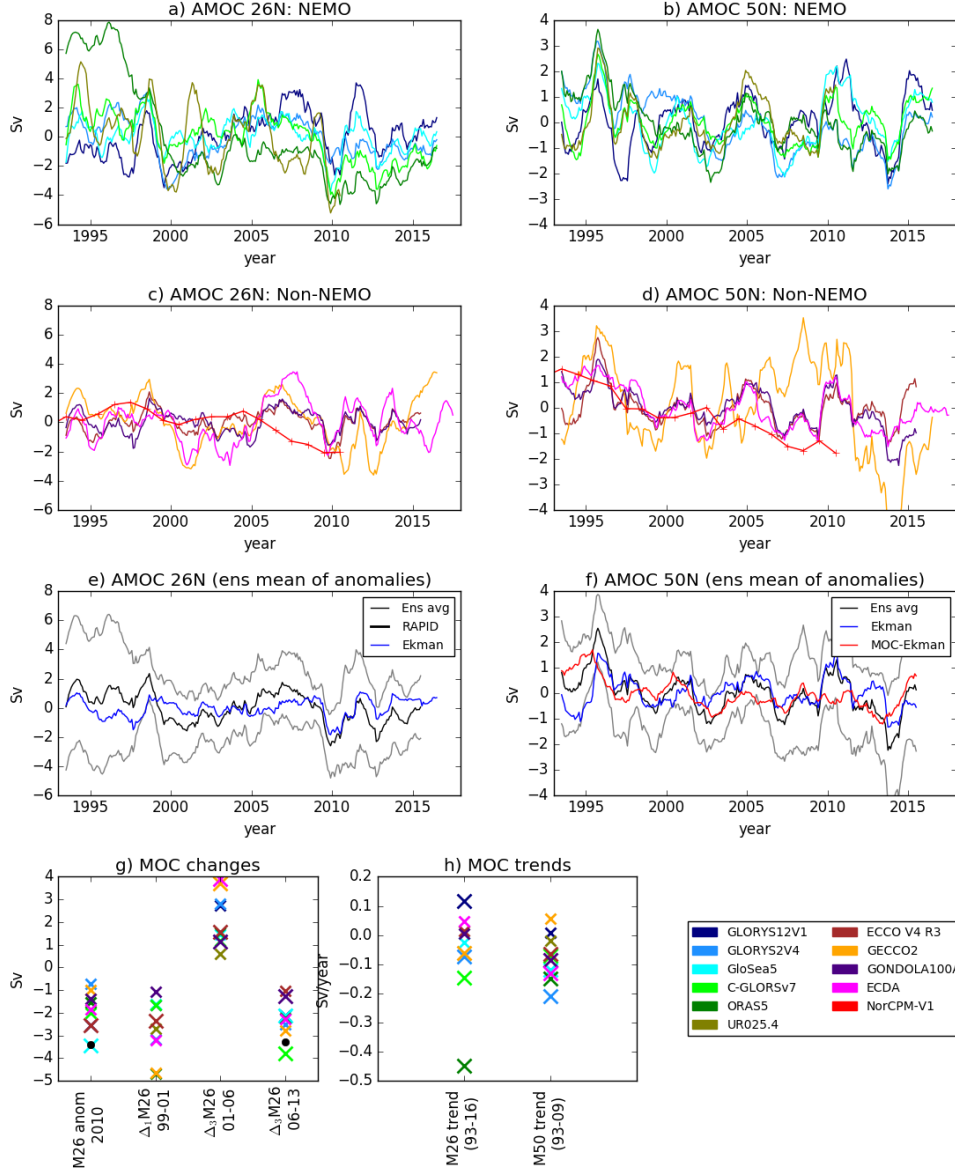 a) AMOC 26N: NEMO
8
6
4
2
0
−2
−4
−6
Sv
1995 2000 2005 2010 2015
year
b) AMOC 50N: NEMO
4
3
2
1
0
−1
−2
−3
−4
Sv
1995 2000 2005 2010 2015
year
c) AMOC 26N: Non-NEMO
8
6
4
2
0
−2
−4
−6
Sv
1995 2000 2005 2010 2015
year
d) AMOC 50N: Non-NEMO
4
3
2
1
0
−1
−2
−3
−4
Sv
1995 2000 2005 2010 2015
year
e) AMOC 26N (ens mean of anomalies)
8
6
4
2
0
−2
−4
−6
Sv
Ens avg
RAPID
Ekman
1995 2000 2005 2010 2015
year
f) AMOC 50N (ens mean of anomalies)
4
3
2
1
0
−1
−2
−3
−4
Sv
Ens avg
Ekman
MOC-Ekman
1995 2000 2005 2010 2015
year
g) MOC changes
4
3
2
1
0
−1
−2
−3
−4
−5
Sv
M26 anom
2010
Δ₁M26
99-01
Δ₃M26
01-06
Δ₃M26
06-13
h) MOC trends
0.2
0.1
0.0
−0.1
−0.2
−0.3
−0.4
−0.5
Sv/year
M26 trend
(93-16)
M50 trend
(93-09)
GLORYS12V1
GLORYS2V4
GloSea5
C-GLORSv7
ORAS5
UR025.4
ECCO V4 R3
GECCO2
GONDOLA100A
ECDA
NorCPM-V1